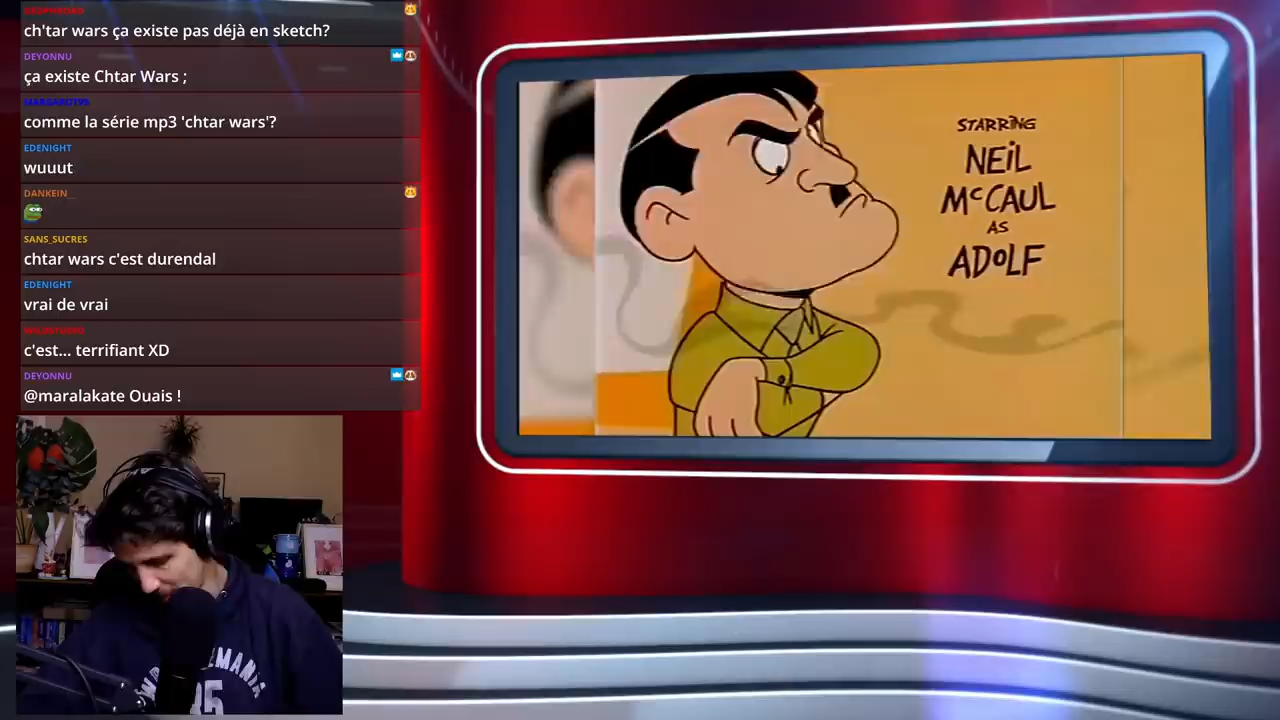 ch'tar wars ça existe pas déjà en sketch?
DEYONNU
ça existe Chtar Wars ;
comme la série mp3 'chtar wars'?
EDENIGHT
wuuut
DANKEIN_
SANS_SUCRES
chtar wars c'est durendal
EDENIGHT
vrai de vrai
c'est... terrifiant XD
DEYONNU
@maralakate Ouais !
STARRING
NEIL
McCAUL
AS
ADOLF